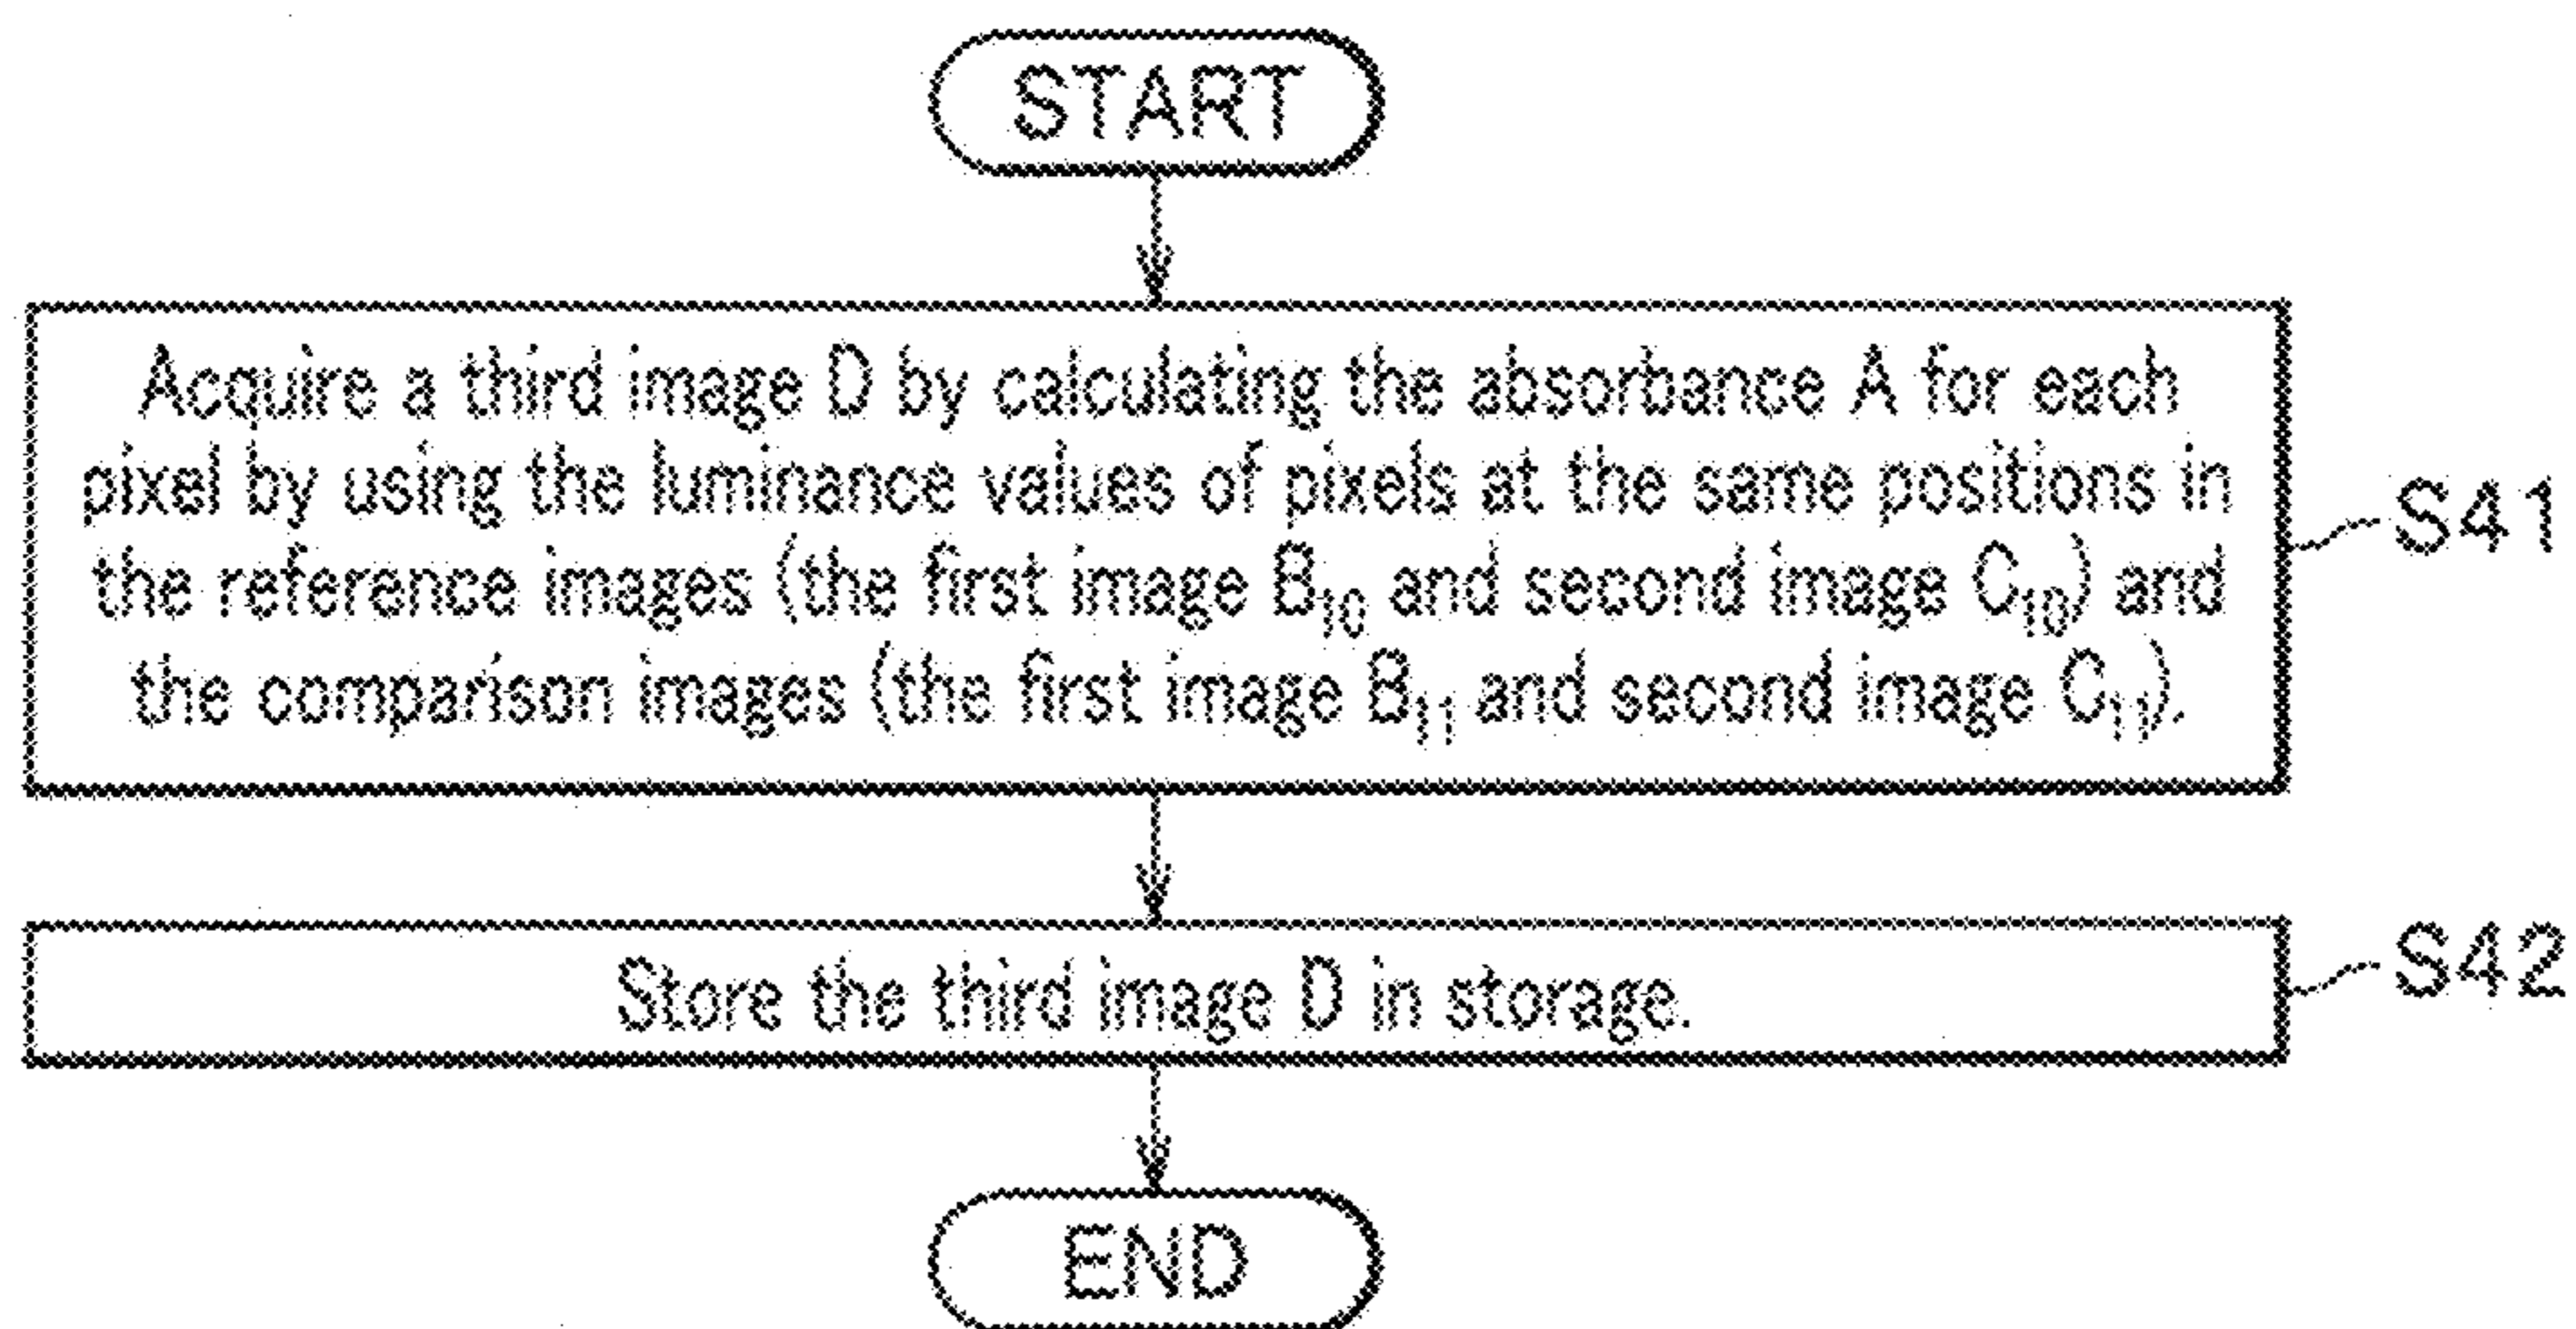 START
Acquire a third image D by calculating the absorbance A for each
pixel by using the luminance values of pixels at the same positions in
the reference images (the first image B₁₀ and second image C₁₀) and
the comparison images (the first image B₁₁ and second image C₁₁).
S41
Store the third image D in storage.
S42
END